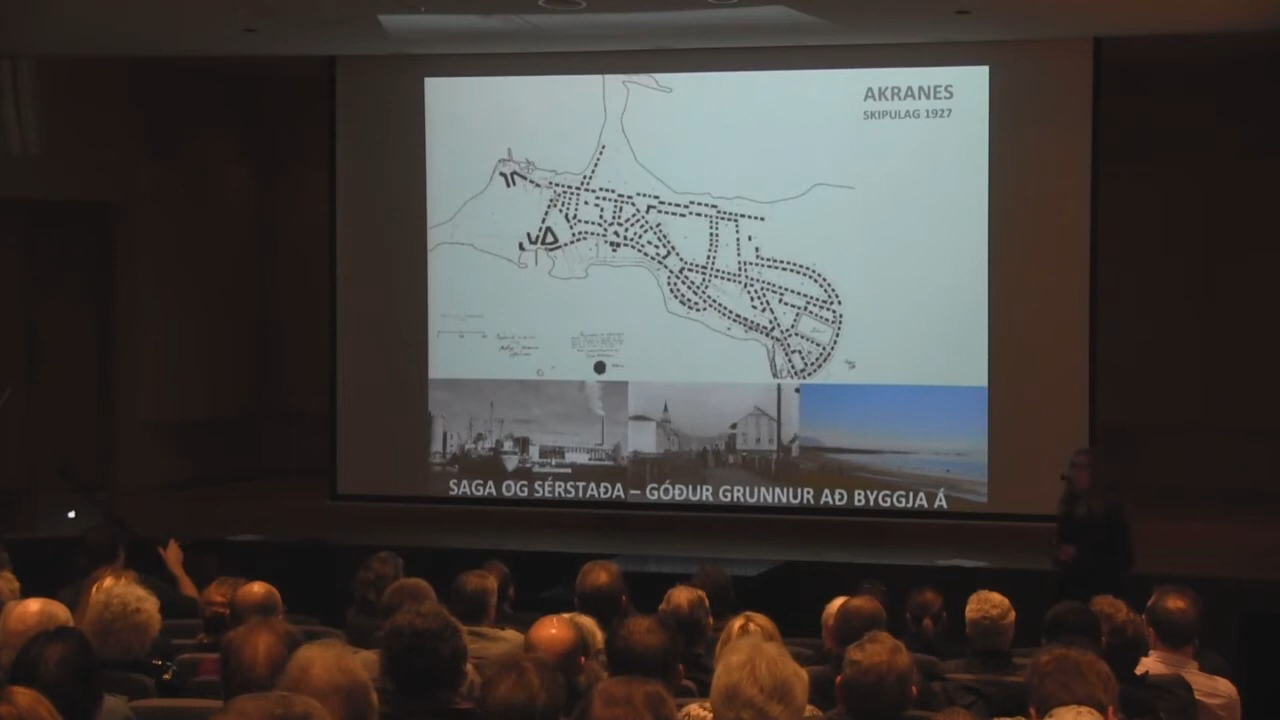 AKRANES
SKIPULAG 1927
SAGA OG SÉRSTAÐA – GÓÐUR GRUNNUR AÐ BYGGJA Á